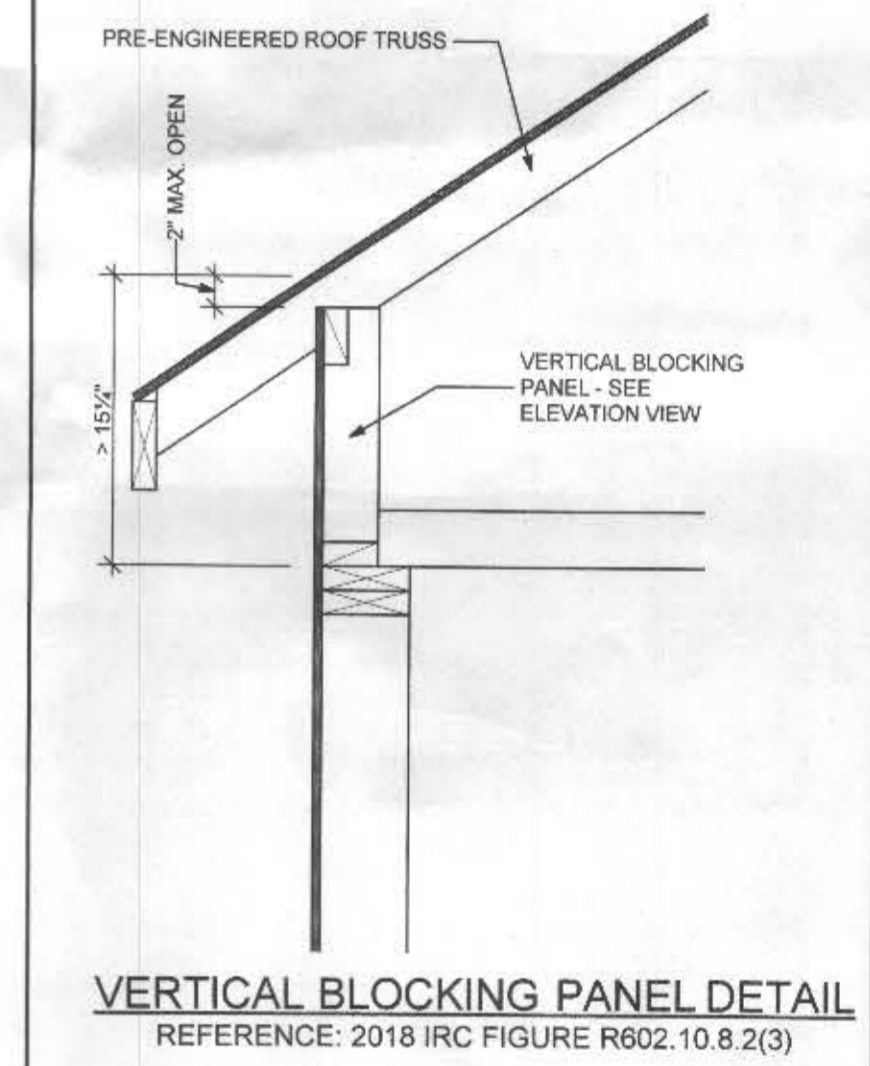 PRE-ENGINEERED ROOF TRUSS
2" MAX. OPEN
> 15¼"
VERTICAL BLOCKING
PANEL - SEE
ELEVATION VIEW
VERTICAL BLOCKING PANEL DETAIL
REFERENCE: 2018 IRC FIGURE R602.10.8.2(3)